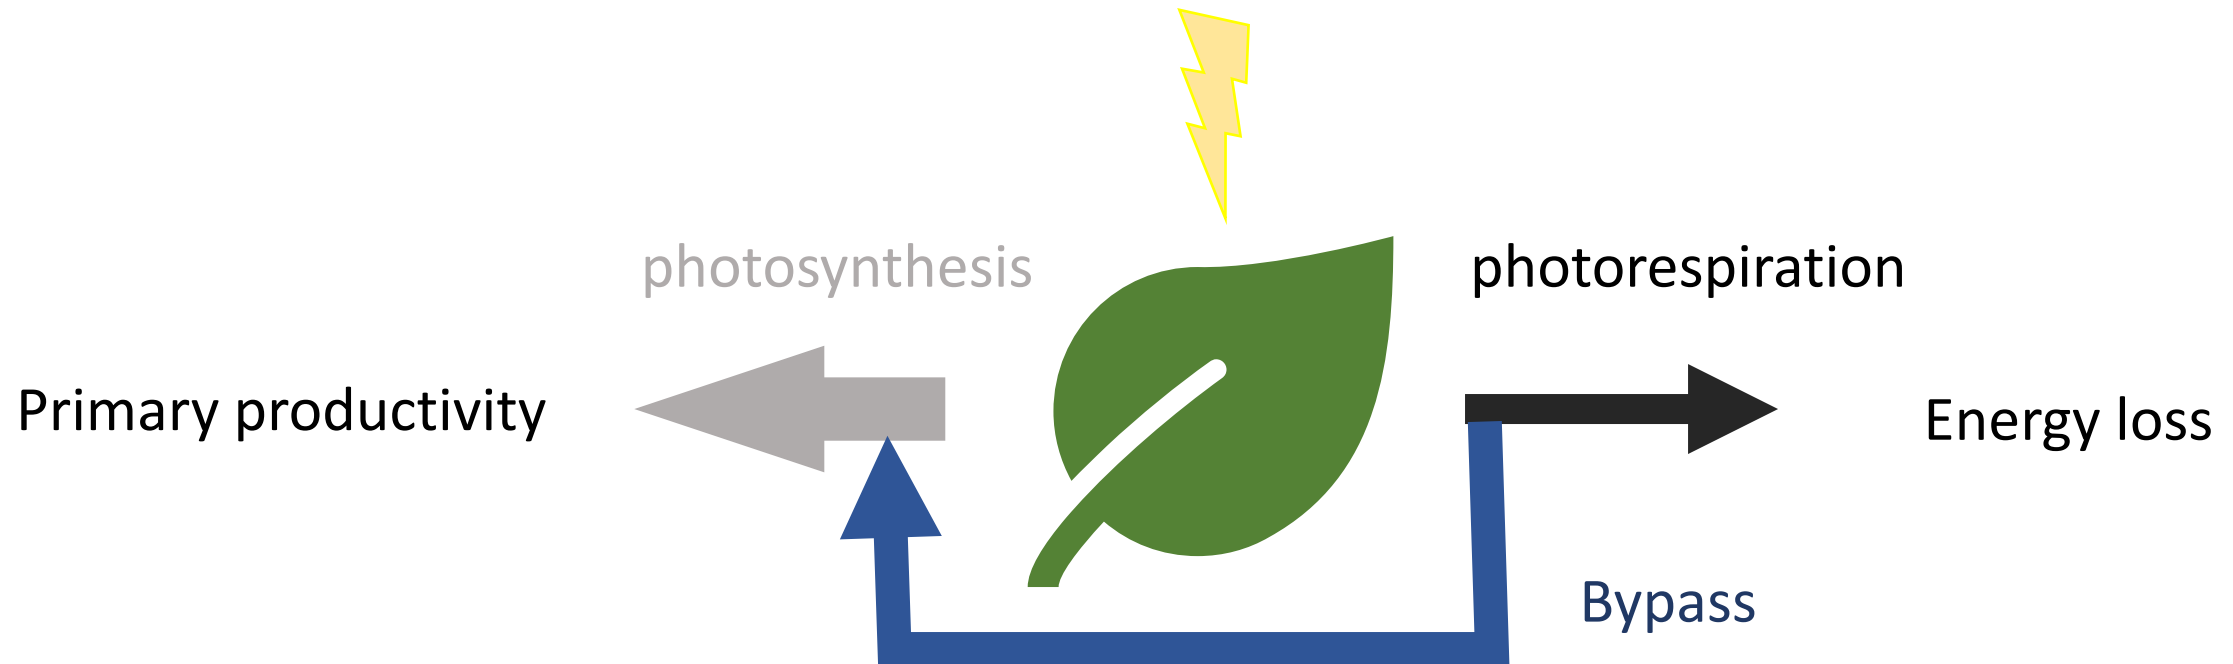 photosynthesis
photorespiration
Primary productivity
Energy loss
Bypass